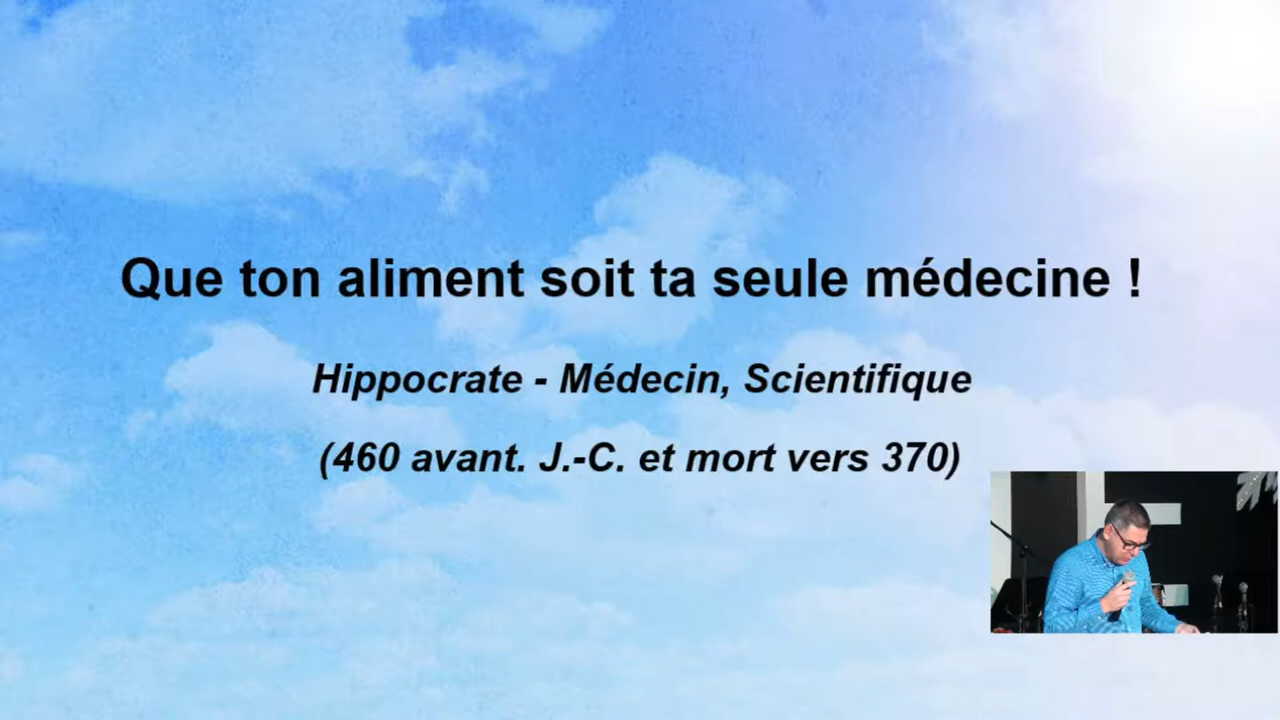 Que ton aliment soit ta seule médecine !
Hippocrate - Médecin, Scientifique
(460 avant. J.-C. et mort vers 370)